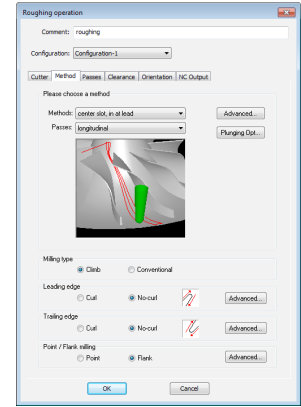 Roughing operation
Comment: roughing
Configuration: Configuration-1
Cutter Method Passes Clearance Orientation NC Output
Please choose a method
Methods: center slot, in at lead Advanced...
Passes: longitudinal Plunging Opt...
Milling type
Climb Conventional
Leading edge
Curl No-curl Advanced...
Trailing edge
Curl No-curl Advanced...
Point / Flank milling
Point Flank Advanced...
OK Cancel